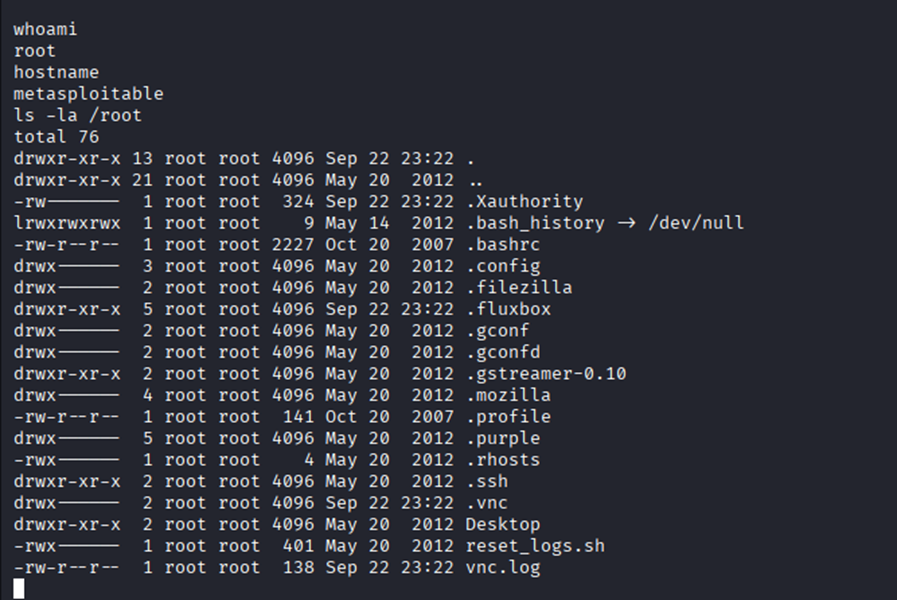 whoami
root
hostname
metasploitable
ls -la /root
total 76
drwxr-xr-x 13 root root 4096 Sep 22 23:22 .
drwxr-xr-x 21 root root 4096 May 20  2012 ..
-rw-------  1 root root  324 Sep 22 23:22 .Xauthority
lrwxrwxrwx  1 root root    9 May 14  2012 .bash_history -> /dev/null
-rw-r--r--  1 root root 2227 Oct 20  2007 .bashrc
drwx------  3 root root 4096 May 20  2012 .config
drwx------  2 root root 4096 May 20  2012 .filezilla
drwxr-xr-x  5 root root 4096 Sep 22 23:22 .fluxbox
drwx------  2 root root 4096 May 20  2012 .gconf
drwx------  2 root root 4096 May 20  2012 .gconfd
drwxr-xr-x  2 root root 4096 May 20  2012 .gstreamer-0.10
drwx------  4 root root 4096 May 20  2012 .mozilla
-rw-r--r--  1 root root  141 Oct 20  2007 .profile
drwx------  5 root root 4096 May 20  2012 .purple
-rwx------  1 root root    4 May 20  2012 .rhosts
drwxr-xr-x  2 root root 4096 May 20  2012 .ssh
drwx------  2 root root 4096 Sep 22 23:22 .vnc
drwxr-xr-x  2 root root 4096 May 20  2012 Desktop
-rwx------  1 root root  401 May 20  2012 reset_logs.sh
-rw-r--r--  1 root root  138 Sep 22 23:22 vnc.log